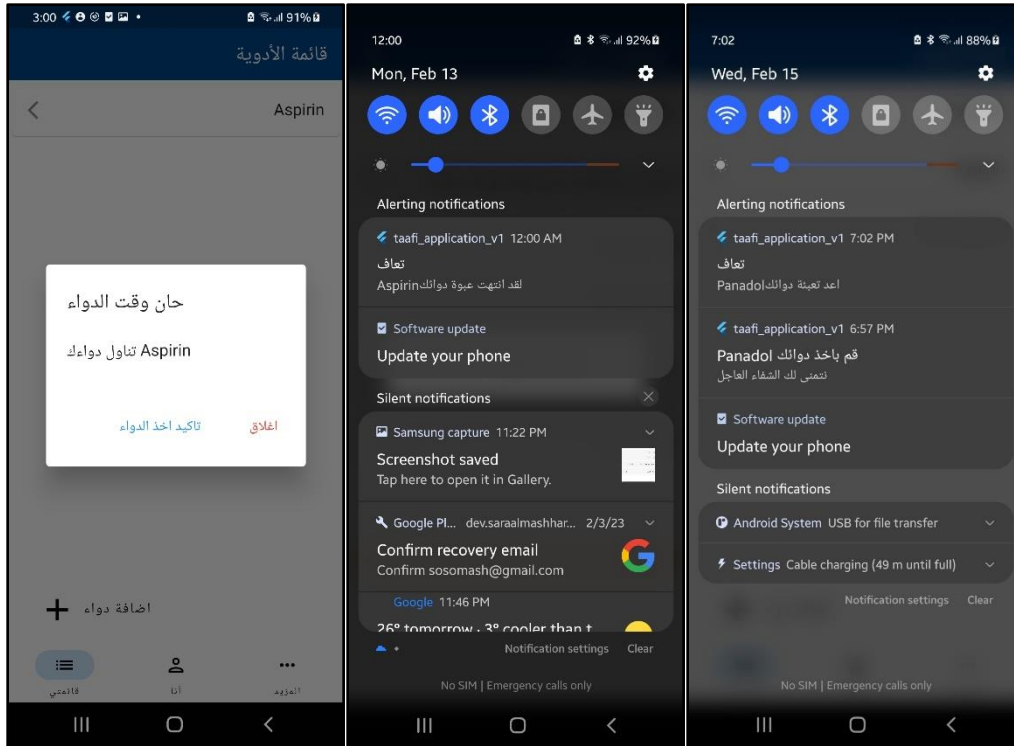 3:00
91%
قائمة الأدوية
Aspirin
حان وقت الدواء
تناول دواءك Aspirin
اغلاق
تاكيد اخذ الدواء
اضافة دواء
قائمتي
أنا
المزيد
12:00
92%
Mon, Feb 13
Alerting notifications
taafi_application_v1 12:00 AM
تعاف
لقد انتهت عبوة دوائكAspirin
Software update
Update your phone
Silent notifications
Samsung capture 11:22 PM
Screenshot saved
Tap here to open it in Gallery.
Google Pl... dev.saraalmashhar... 2/3/23
Confirm recovery email
Confirm sosomash@gmail.com
Google 11:46 PM
26° tomorrow · 3° cooler than t
Notification settings Clear
No SIM | Emergency calls only
7:02
88%
Wed, Feb 15
Alerting notifications
taafi_application_v1 7:02 PM
تعاف
اعد تعبئة دوائكPanadol
taafi_application_v1 6:57 PM
قم باخذ دوائك Panadol
نتمنى لك الشفاء العاجل
Software update
Update your phone
Silent notifications
Android System USB for file transfer
Settings Cable charging (49 m until full)
Notification settings Clear
No SIM | Emergency calls only